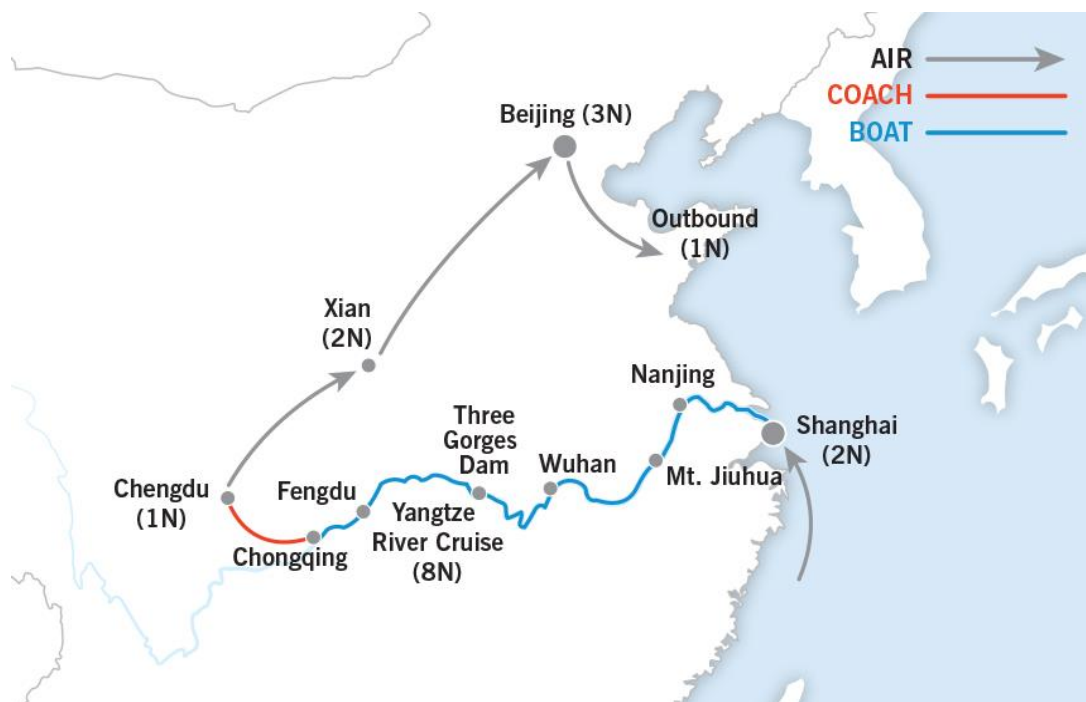 AIR
COACH
BOAT
Beijing (3N)
Outbound
(1N)
Xian
(2N)
Nanjing
Shanghai
(2N)
Three
Gorges
Dam
Wuhan
Mt. Jiuhua
Chengdu
(1N)
Fengdu
Yangtze
River Cruise
(8N)
Chongqing